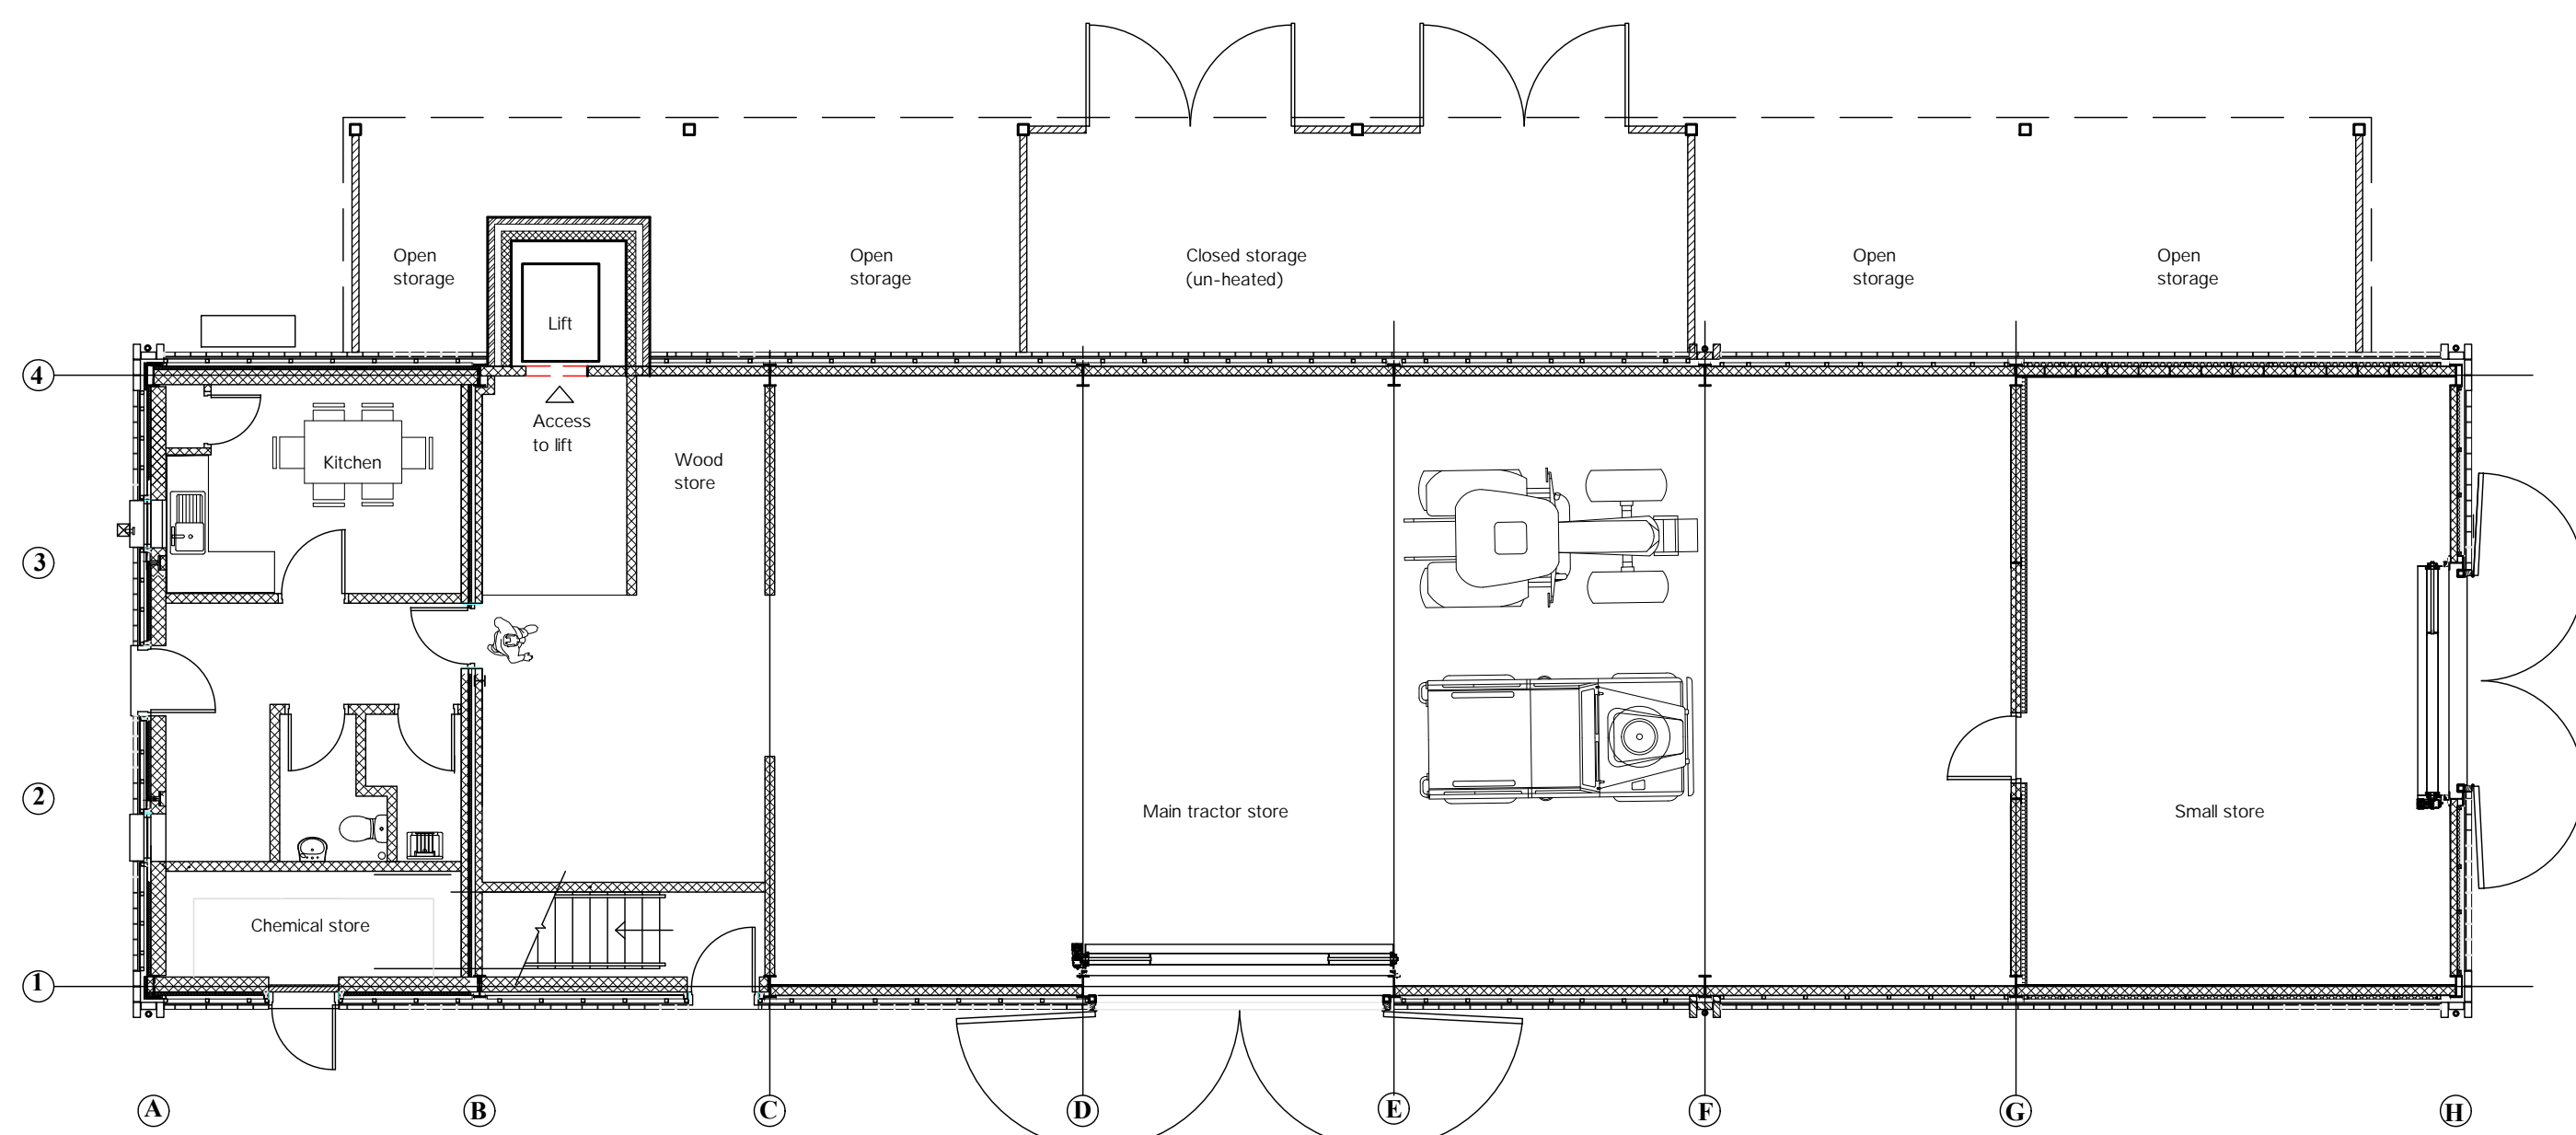 Open
storage
Open
storage
Closed storage
(un-heated)
Open
storage
Open
storage
Lift
4
Access
to lift
Kitchen
Wood
store
3
2
Main tractor store
Small store
Chemical store
1
A
B
C
D
E
F
G
H